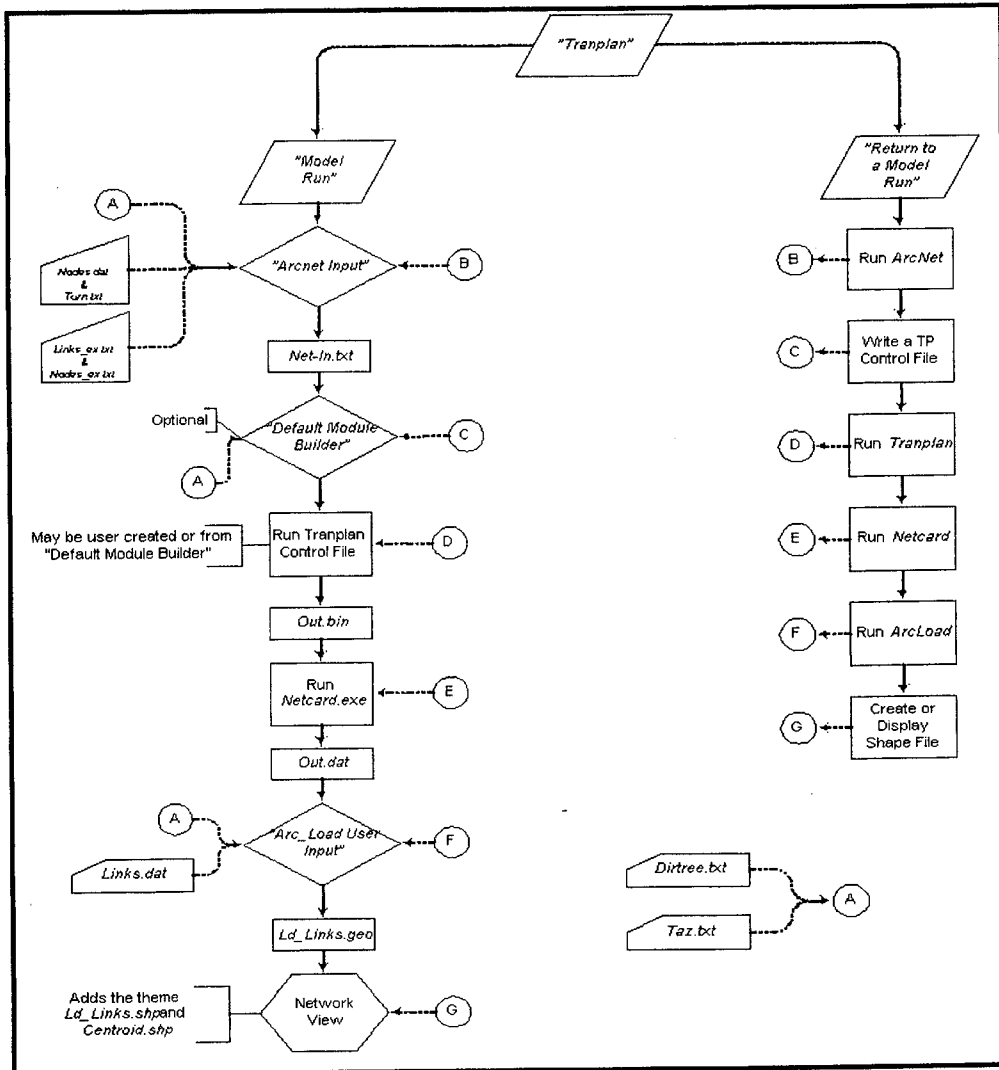 "Tranplan"
"Model
Run"
"Return to
a Model
Run"
A
Nodes.dat
&
Turn.txt
Links_ex.txt
&
Nodes_ex.txt
"Arcnet Input"
B
Net-In.txt
Optional
"Default Module
Builder"
C
A
May be user created or from
"Default Module Builder"
Run Tranplan
Control File
D
Out.bin
Run
Netcard.exe
E
Out.dat
A
Links.dat
"Arc_Load User
Input"
F
Ld_Links.geo
Adds the theme
Ld_Links.shpand
Centroid.shp
Network
View
G
B
Run ArcNet
C
Write a TP
Control File
D
Run Tranplan
E
Run Netcard
F
Run ArcLoad
G
Create or
Display
Shape File
Dirtree.txt
Taz.txt
A